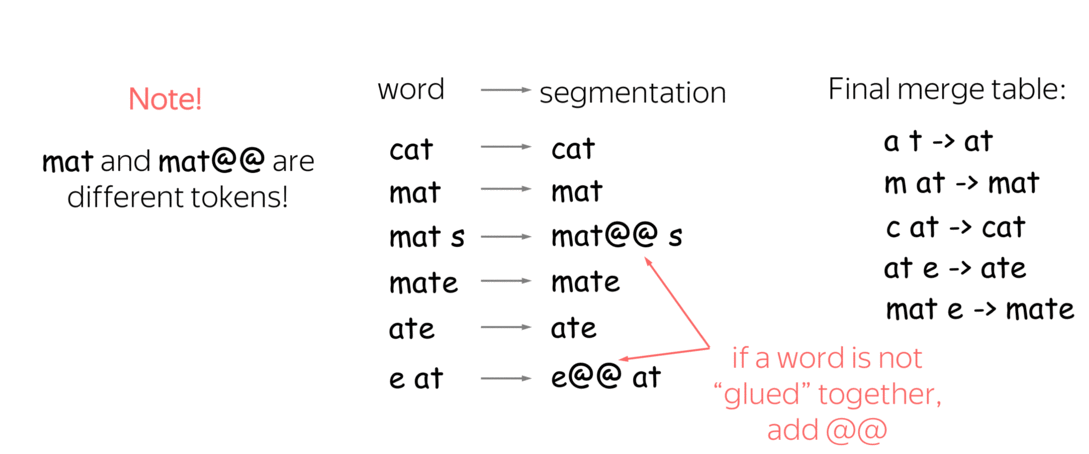 Note!
mat and mat@@ are
different tokens!
word → segmentation
cat → cat
mat → mat
mat s → mat@@ s
mate → mate
ate → ate
e at → e@@ at
if a word is not
“glued” together,
add @@
Final merge table:
a t -> at
m at -> mat
c at -> cat
at e -> ate
mat e -> mate